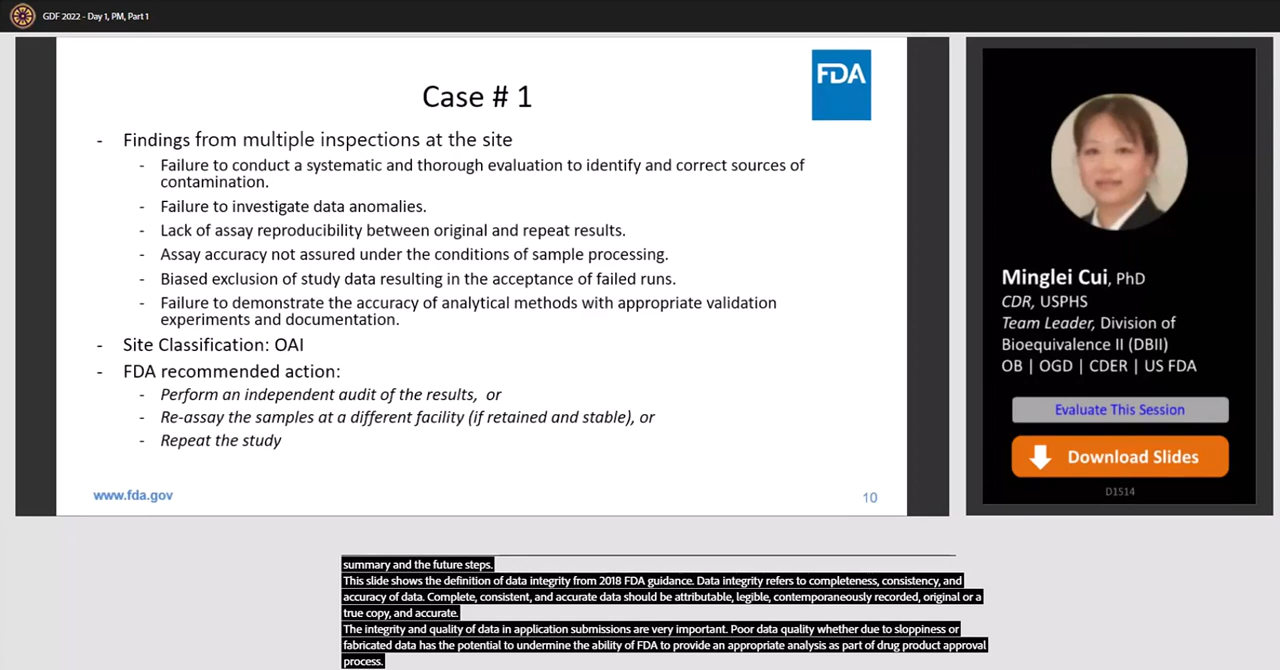 GDF 2022 - Day 1, PM, Part 1
FDA
Case # 1
- Findings from multiple inspections at the site
- Failure to conduct a systematic and thorough evaluation to identify and correct sources of
contamination.
- Failure to investigate data anomalies.
- Lack of assay reproducibility between original and repeat results.
- Assay accuracy not assured under the conditions of sample processing.
- Biased exclusion of study data resulting in the acceptance of failed runs.
- Failure to demonstrate the accuracy of analytical methods with appropriate validation
experiments and documentation.
- Site Classification: OAI
- FDA recommended action:
- Perform an independent audit of the results, or
- Re-assay the samples at a different facility (if retained and stable), or
- Repeat the study
www.fda.gov
10
Minglei Cui, PhD
CDR, USPHS
Team Leader, Division of
Bioequivalence II (DBII)
OB | OGD | CDER | US FDA
Evaluate This Session
Download Slides
D1514
summary and the future steps.
This slide shows the definition of data integrity from 2018 FDA guidance. Data integrity refers to completeness, consistency, and
accuracy of data. Complete, consistent, and accurate data should be attributable, legible, contemporaneously recorded, original or a
true copy, and accurate.
The integrity and quality of data in application submissions are very important. Poor data quality whether due to sloppiness or
fabricated data has the potential to undermine the ability of FDA to provide an appropriate analysis as part of drug product approval
process.